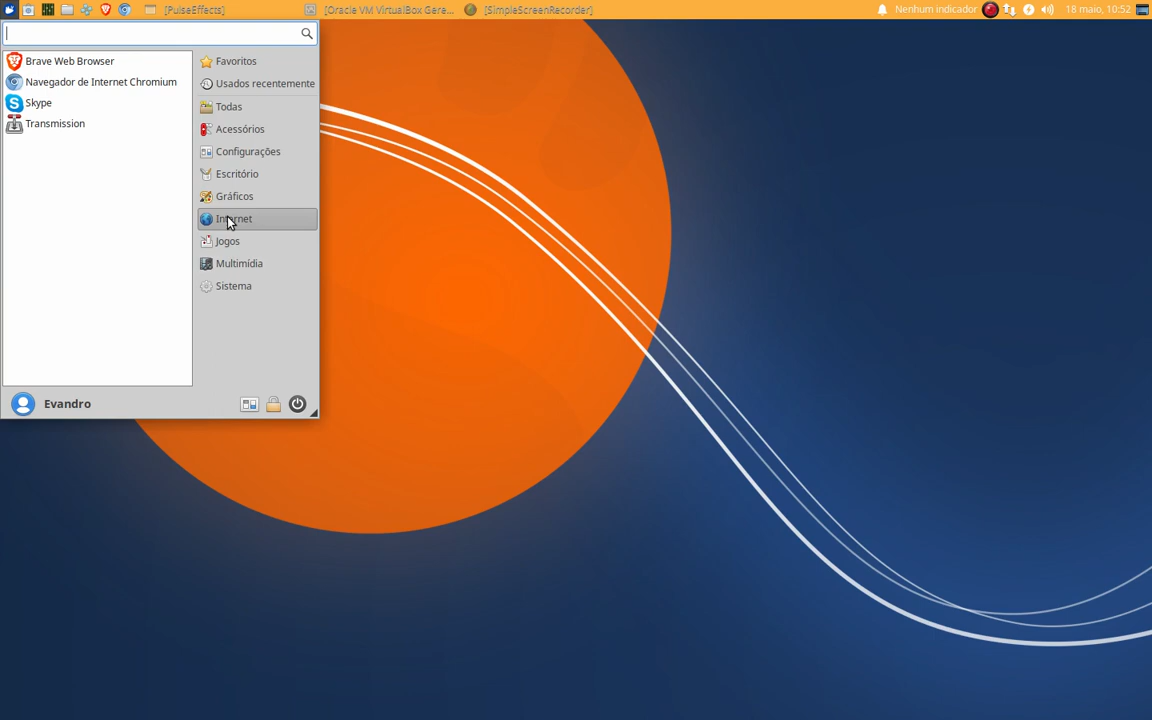 [PulseEffects] [Oracle VM VirtualBox Gere... [SimpleScreenRecorder] Nenhum indicador 18 maio, 10:52
Brave Web Browser
Navegador de Internet Chromium
Skype
Transmission
Favoritos
Usados recentemente
Todas
Acessórios
Configurações
Escritório
Gráficos
Internet
Jogos
Multimídia
Sistema
Evandro